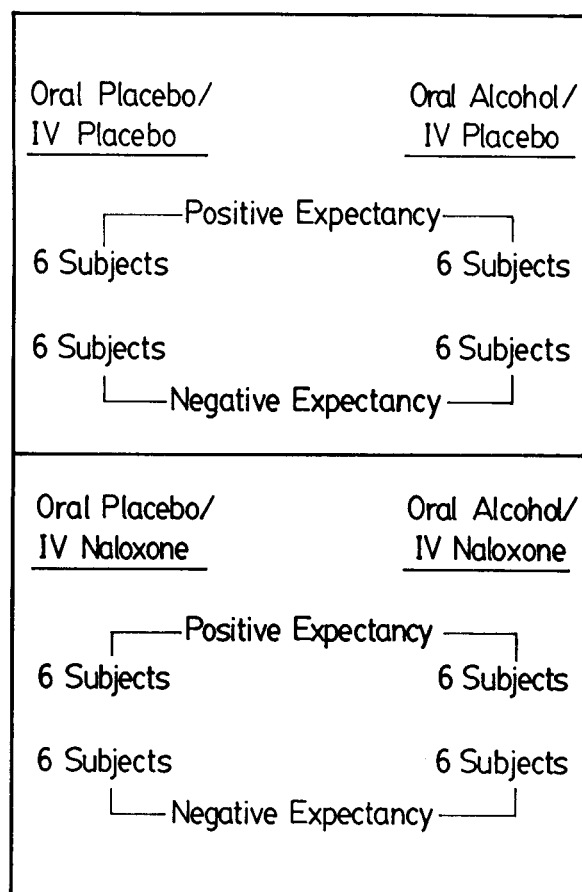 Oral Placebo/ Oral Alcohol/
IV Placebo IV Placebo
Positive Expectancy
6 Subjects 6 Subjects
6 Subjects 6 Subjects
Negative Expectancy
Oral Placebo/ Oral Alcohol/
IV Naloxone IV Naloxone
Positive Expectancy
6 Subjects 6 Subjects
6 Subjects 6 Subjects
Negative Expectancy